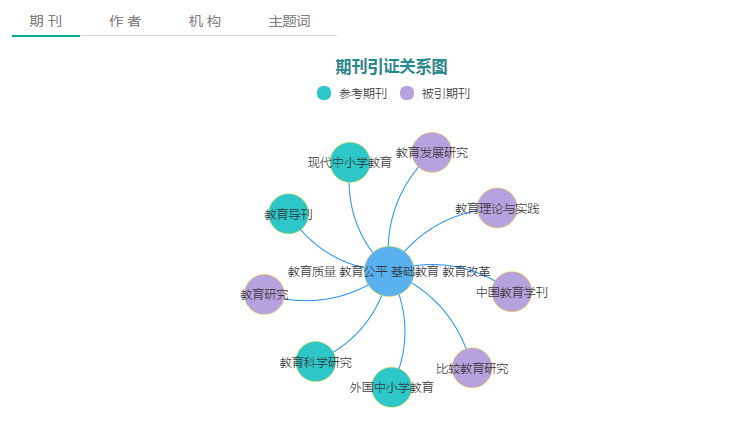 期 刊 作 者 机 构 主题词
期刊引证关系图
参考期刊 被引期刊
教育发展研究
现代中小学教育
教育理论与实践
教育导刊
教育质量 教育公平 基础教育 教育改革
中国教育学刊
教育研究
教育科学研究
比较教育研究
外国中小学教育